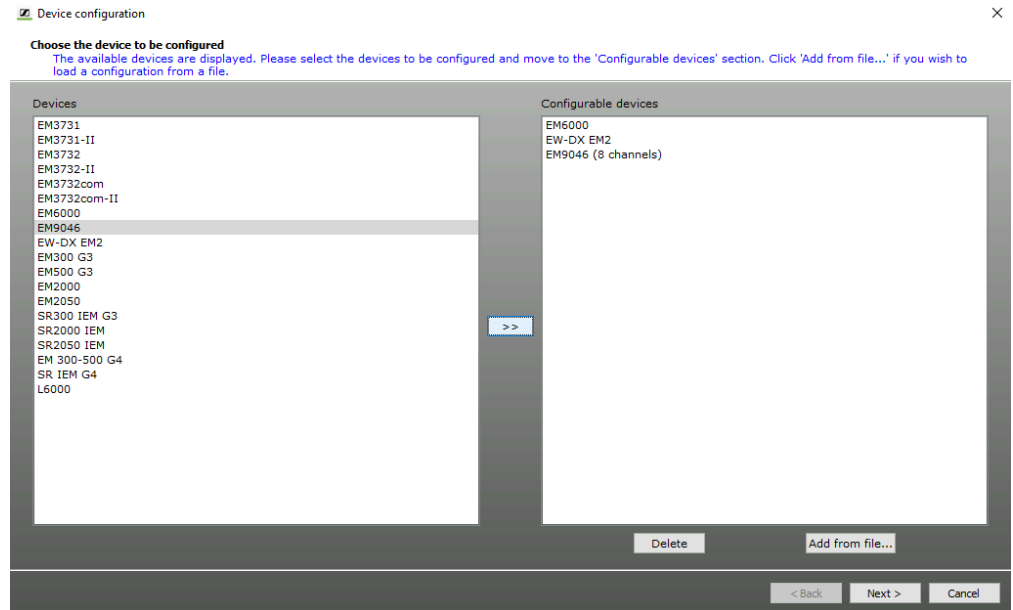 Device configuration
Choose the device to be configured
The available devices are displayed. Please select the devices to be configured and move to the 'Configurable devices' section. Click 'Add from file...' if you wish to
load a configuration from a file.
Devices
EM3731
EM3731-II
EM3732
EM3732-II
EM3732com
EM3732com-II
EM6000
EM9046
EW-DX EM2
EM300 G3
EM500 G3
EM2000
EM2050
SR300 IEM G3
SR2000 IEM
SR2050 IEM
EM 300-500 G4
SR IEM G4
L6000
>>
Configurable devices
EM6000
EW-DX EM2
EM9046 (8 channels)
Delete
Add from file...
< Back
Next >
Cancel